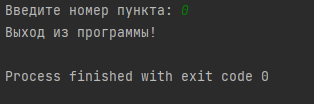 Введите номер пункта: 0
Выход из программы!
Process finished with exit code 0